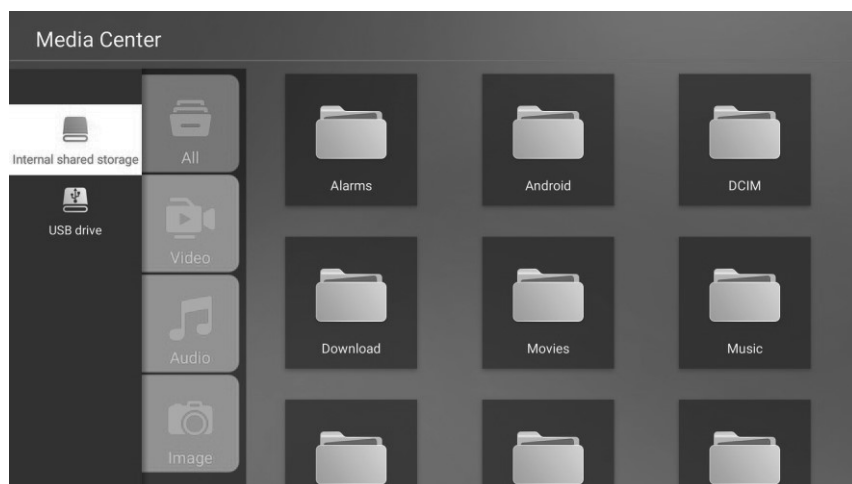 Media Center
Internal shared storage
USB drive
All
Video
Audio
Image
Alarms
Android
DCIM
Download
Movies
Music